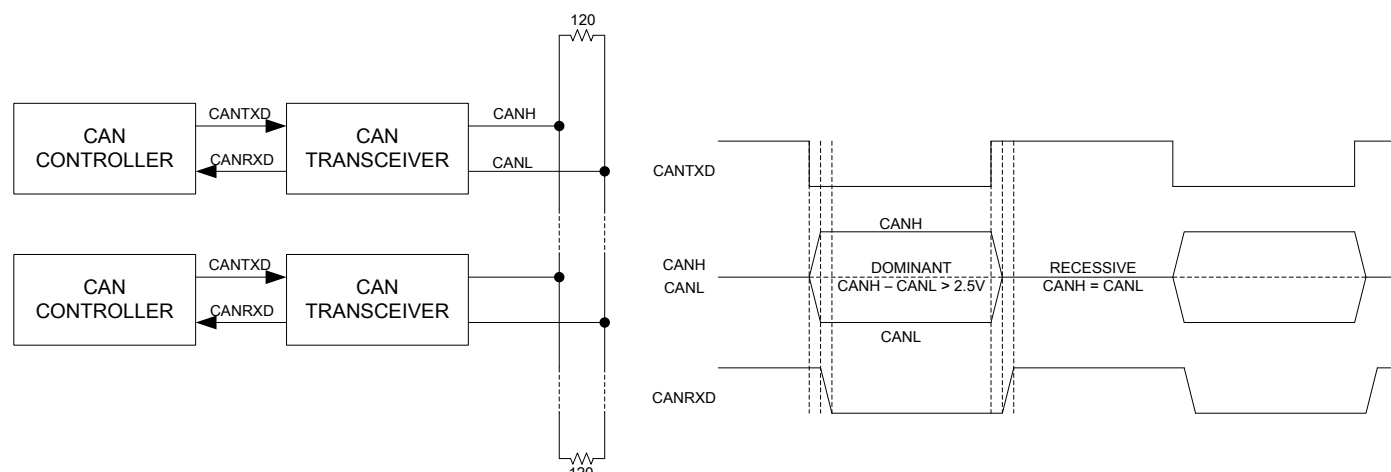 120
CAN
CONTROLLER
CANTXD
CANRXD
CAN
TRANSCEIVER
CANH
CANL
CAN
CONTROLLER
CANTXD
CANRXD
CAN
TRANSCEIVER
120
CANTXD
CANH
CANL
CANH
DOMINANT
CANH – CANL > 2.5V
CANL
RECESSIVE
CANH = CANL
CANRXD